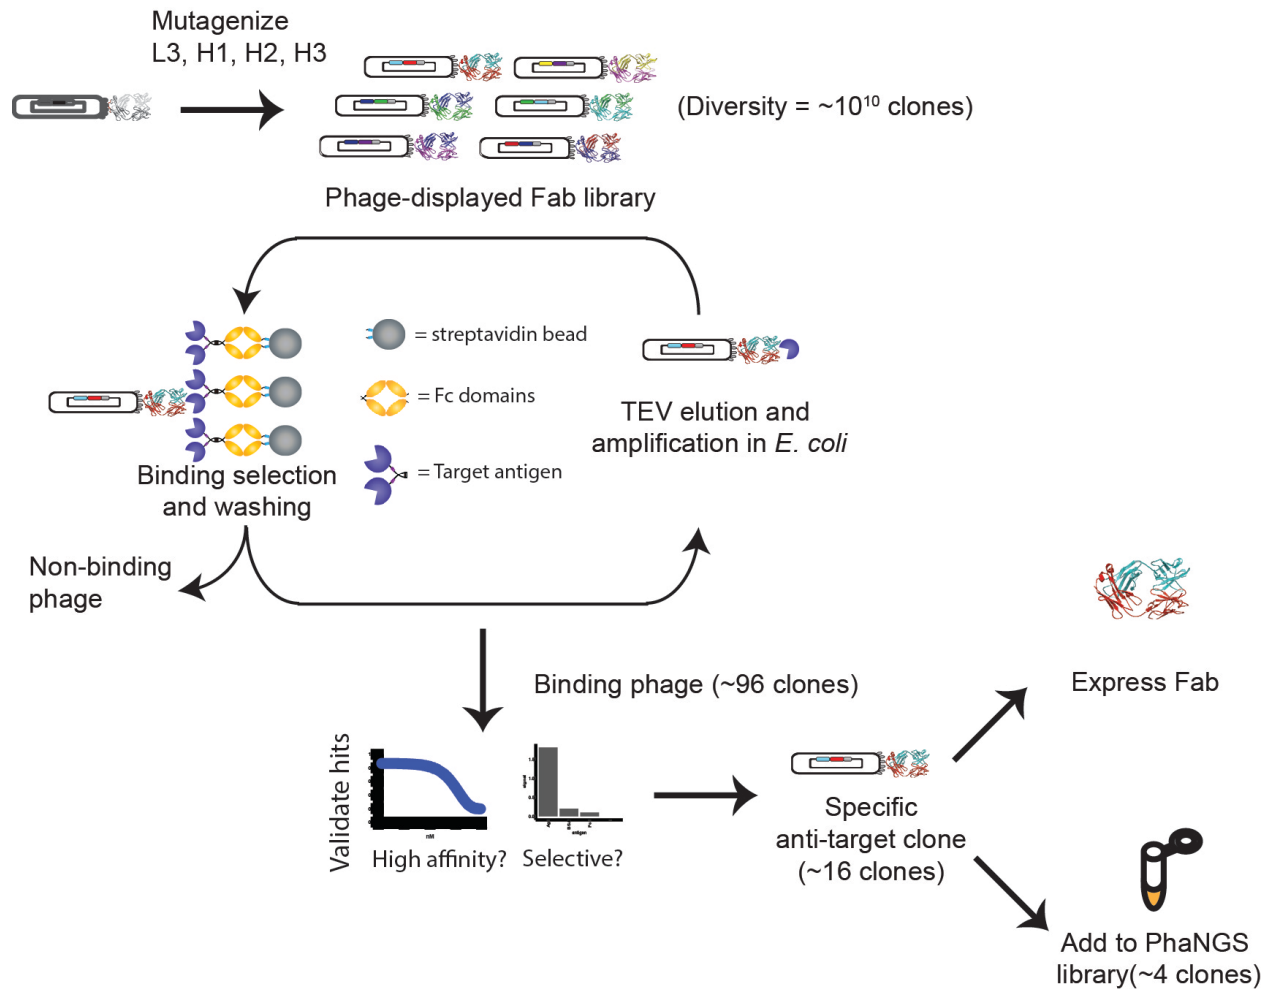 Mutagenize
L3, H1, H2, H3
(Diversity = ~10¹⁰ clones)
Phage-displayed Fab library
= streptavidin bead
= Fc domains
= Target antigen
TEV elution and
amplification in E. coli
Binding selection
and washing
Non-binding
phage
Binding phage (~96 clones)
Express Fab
Validate hits
nM
antigen
High affinity?
Selective?
Specific
anti-target clone
(~16 clones)
Add to PhaNGS
library(~4 clones)